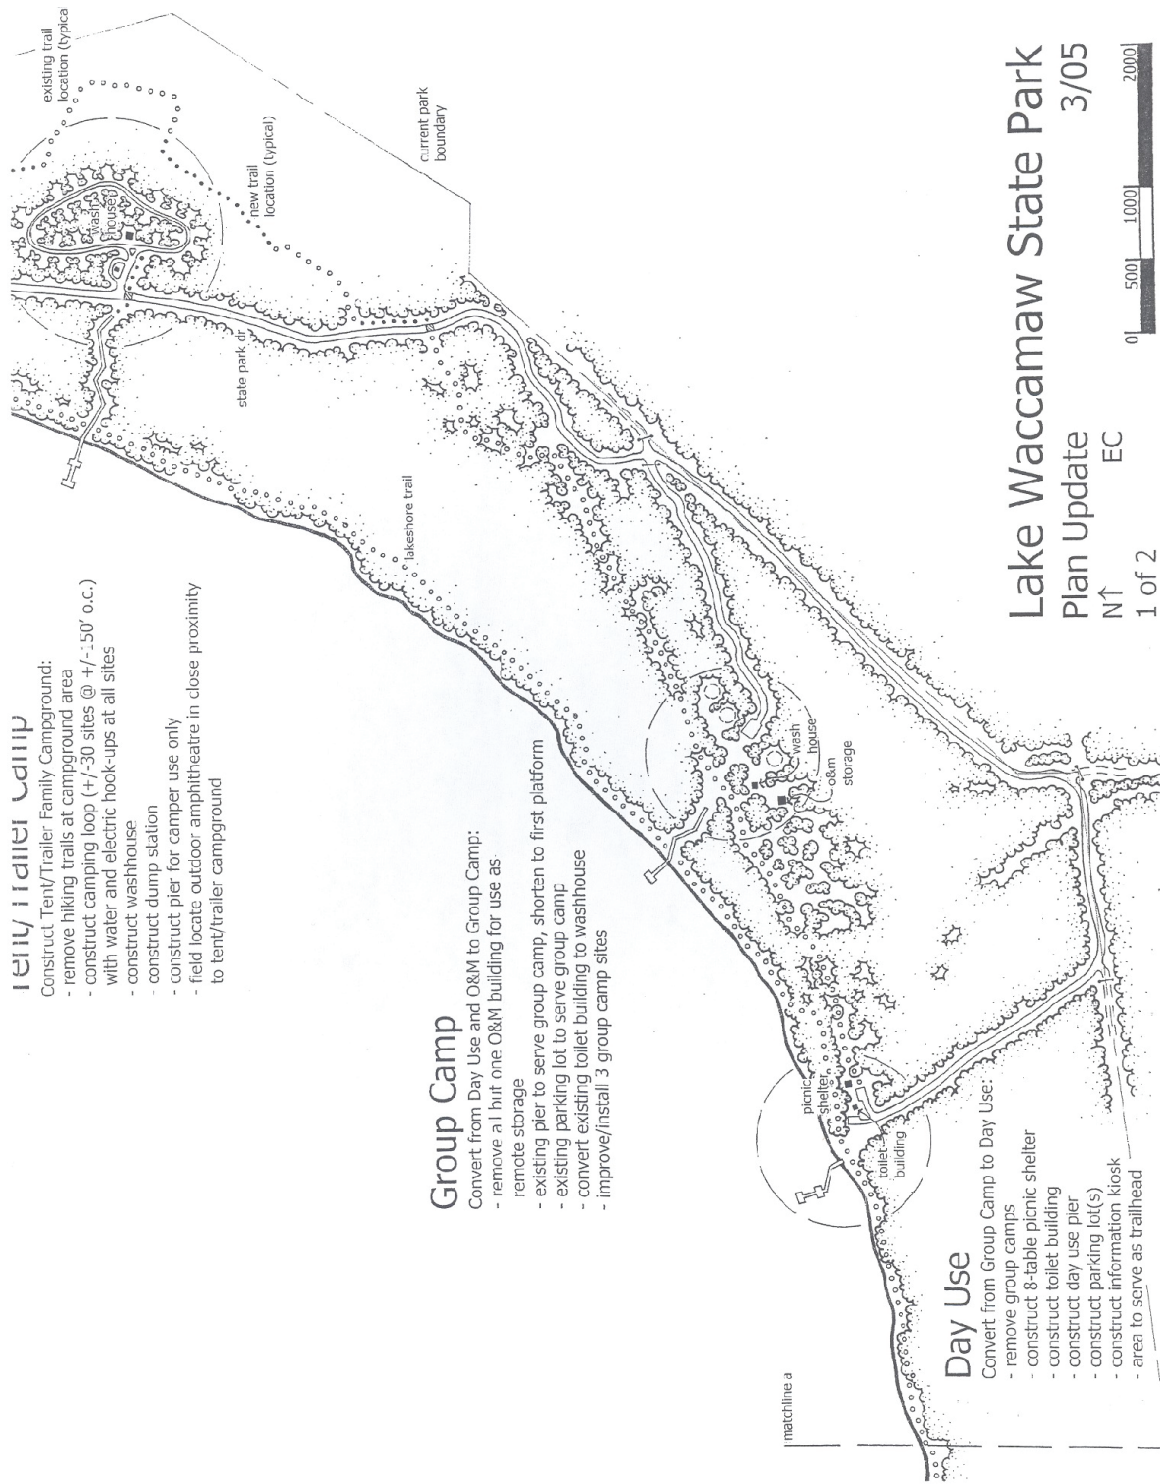 Tent/Trailer Camp
Construct Tent/Trailer Family Campground:
- remove hiking trails at campground area
- construct camping loop (+/-30 sites @ +/-150' o.c.)
with water and electric hook-ups at all sites
- construct washhouse
- construct dump station
- construct pier for camper use only
- field locate outdoor amphitheatre in close proximity
to tent/trailer campground
existing trail
location (typica
wash
house
new trail
location (typical)
current park
boundary
state park dr
lakeshore trail
Group Camp
Convert from Day Use and O&M to Group Camp:
- remove all but one O&M building for use as
remote storage
- existing pier to serve group camp, shorten to first platform
- existing parking lot to serve group camp
- convert existing toilet building to washhouse
- improve/install 3 group camp sites
wash
house
o&m
storage
picnic
shelter
toilet
building
matchline a
Day Use
Convert from Group Camp to Day Use:
- remove group camps
- construct 8-table picnic shelter
- construct toilet building
- construct day use pier
- construct parking lot(s)
- construct information kiosk
- area to serve as trailhead
Lake Waccamaw State Park
Plan Update 3/05
N↑ EC
1 of 2
0 500 1000 2000